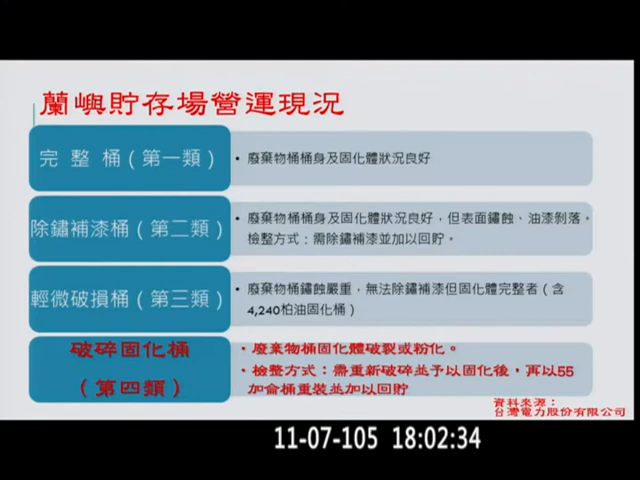 蘭嶼貯存場營運現況
完 整 桶(第一類)
• 廢棄物桶桶身及固化體狀況良好
除鏽補漆桶(第二類)
• 廢棄物桶桶身及固化體狀況良好,但表面鏽蝕、油漆剝落。
檢整方式:需除鏽補漆並加以回貯。
輕微破損桶(第三類)
• 廢棄物桶鏽蝕嚴重,無法除鏽補漆但固化體完整者(含
4,240柏油固化桶)
破碎固化桶
(第四類)
• 廢棄物桶固化體破裂或粉化。
• 檢整方式:需重新破碎並予以固化後,再以55
加侖桶重裝並加以回貯
資料來源:
台灣電力股份有限公司
11-07-105 18:02:34